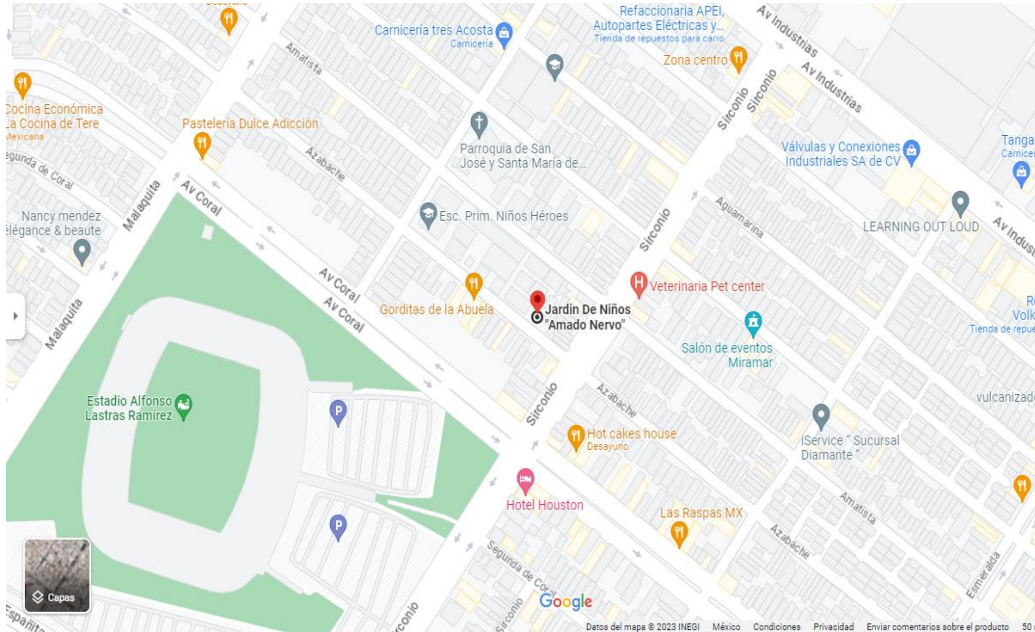 Desayuno
Refaccionaria APEI,
Autopartes Eléctricas y...
Tienda de repuestos para carro
Av Industrias
Carnicería tres Acosta
Carnicería
Amatista
Zona centro
Av Industrias
Cocina Económica
La Cocina de Tere
Mexicana
Pastelería Dulce Adicción
Sirconio
Sirconio
Parroquia de San
José y Santa María de...
Azabache
Válvulas y Conexiones
Industriales SA de CV
Tanga
Carnicer
Segunda de Coral
Malaquita
Av Coral
Nancy mendez
élégance & beaute
Esc. Prim. Niños Héroes
Sirconio
Aguamarina
LEARNING OUT LOUD
Av Indus
Av Coral
Av Coral
Veterinaria Pet center
Gorditas de la Abuela
Jardin De Niños
"Amado Nervo"
Malaquita
Volk
Tienda de repue
Salón de eventos
Miramar
Estadio Alfonso
Lastras Ramírez
P
Sirconio
Azabache
vulcanizad
Hot cakes house
Desayuno
iService " Sucursal
Diamante "
Hotel Houston
Las Raspas MX
Amatista
P
Azabache
Segunda de Coral
Esmeralda
Capas
Google
Españita
Sirconio
Sirconio
Datos del mapa © 2023 INEGI México Condiciones Privacidad Enviar comentarios sobre el producto 50